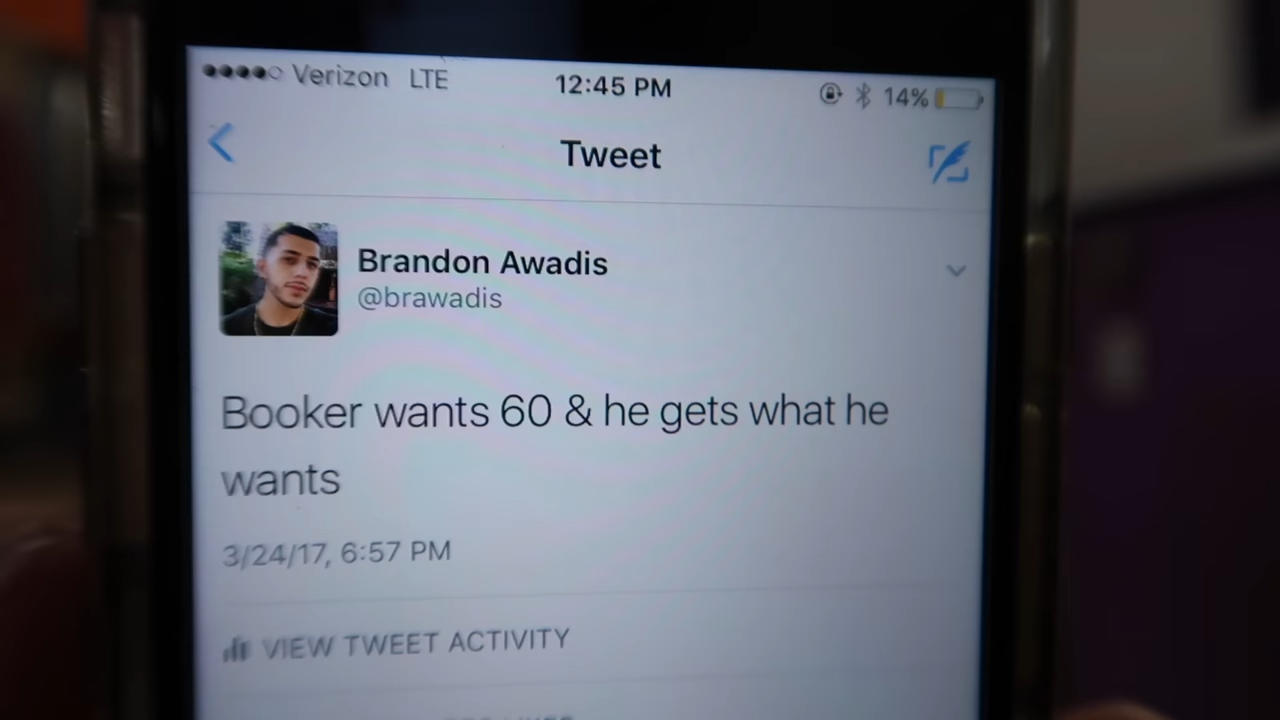 Verizon LTE 12:45 PM 14%
Tweet
Brandon Awadis
@brawadis
Booker wants 60 & he gets what he
wants
3/24/17, 6:57 PM
VIEW TWEET ACTIVITY